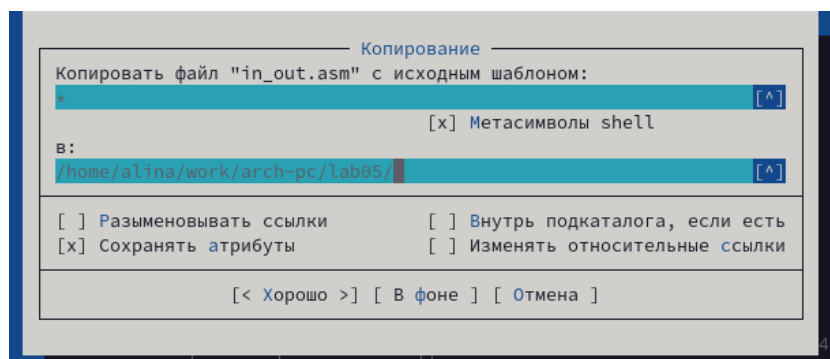 Копирование
Копировать файл "in_out.asm" с исходным шаблоном:
* [^]
[x] Метасимволы shell
в:
/home/alina/work/arch-pc/lab05/ [^]
[ ] Разыменовывать ссылки [ ] Внутрь подкаталога, если есть
[x] Сохранять атрибуты [ ] Изменять относительные ссылки
[< Хорошо >] [ В фоне ] [ Отмена ]
4